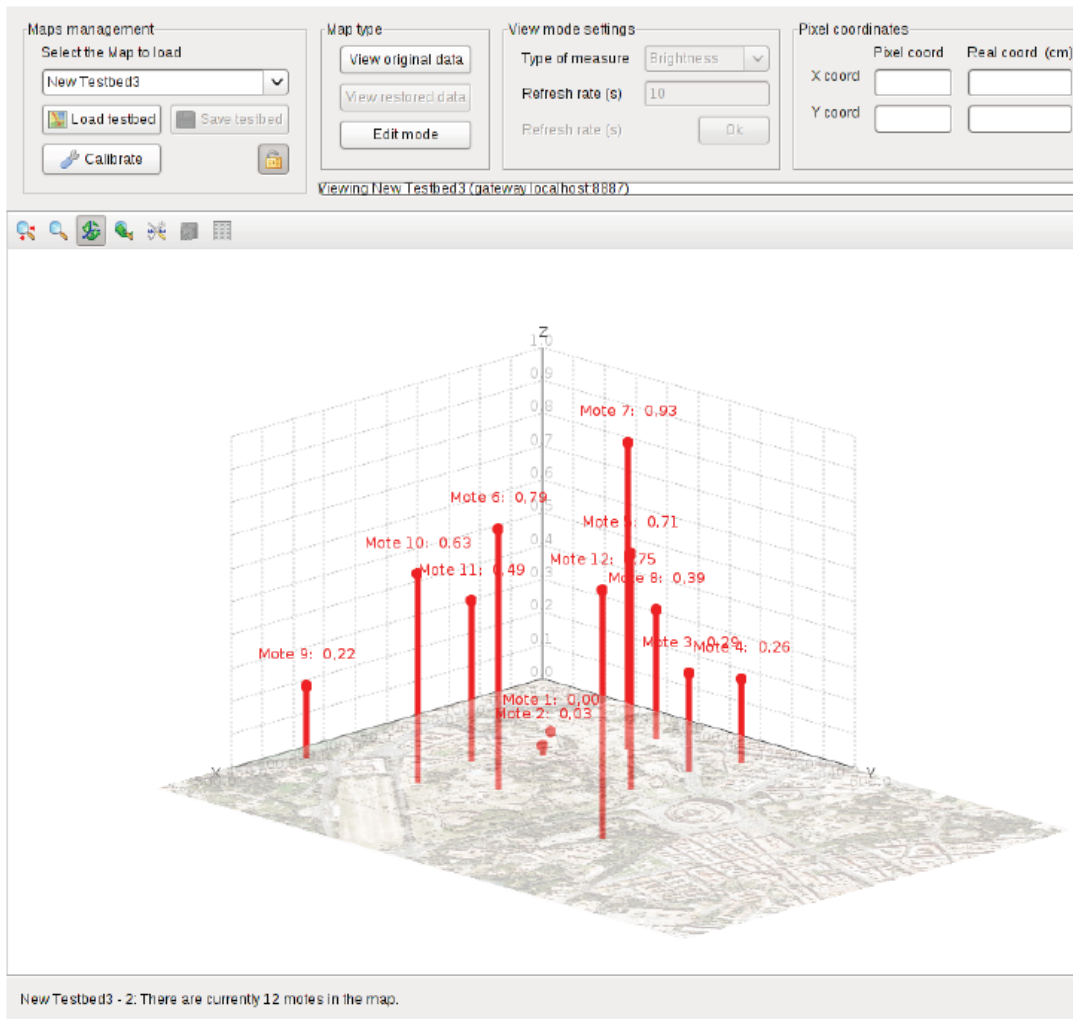 Maps management
Select the Map to load
New Testbed3
Load testbed
Save testbed
Calibrate
Map type
View original data
View restored data
Edit mode
View mode settings
Type of measure
Brightness
Refresh rate (s)
10
Refresh rate (s)
Ok
Pixel coordinates
Pixel coord
Real coord (cm)
X coord
Y coord
Viewing New Testbed3 (gateway localhost:8887)
Z
1,0
0,9
0,8
0,7
0,6
0,5
0,4
0,3
0,2
0,1
0,0
Mote 7: 0,93
Mote 6: 0,79
Mote 5: 0,71
Mote 10: 0,63
Mote 12: 0,75
Mote 11: 0,49
Mote 8: 0,39
Mote 3: 0,29
Mote 4: 0,26
Mote 9: 0,22
Mote 1: 0,00
Mote 2: 0,03
X
Y
New Testbed3 - 2: There are currently 12 motes in the map.